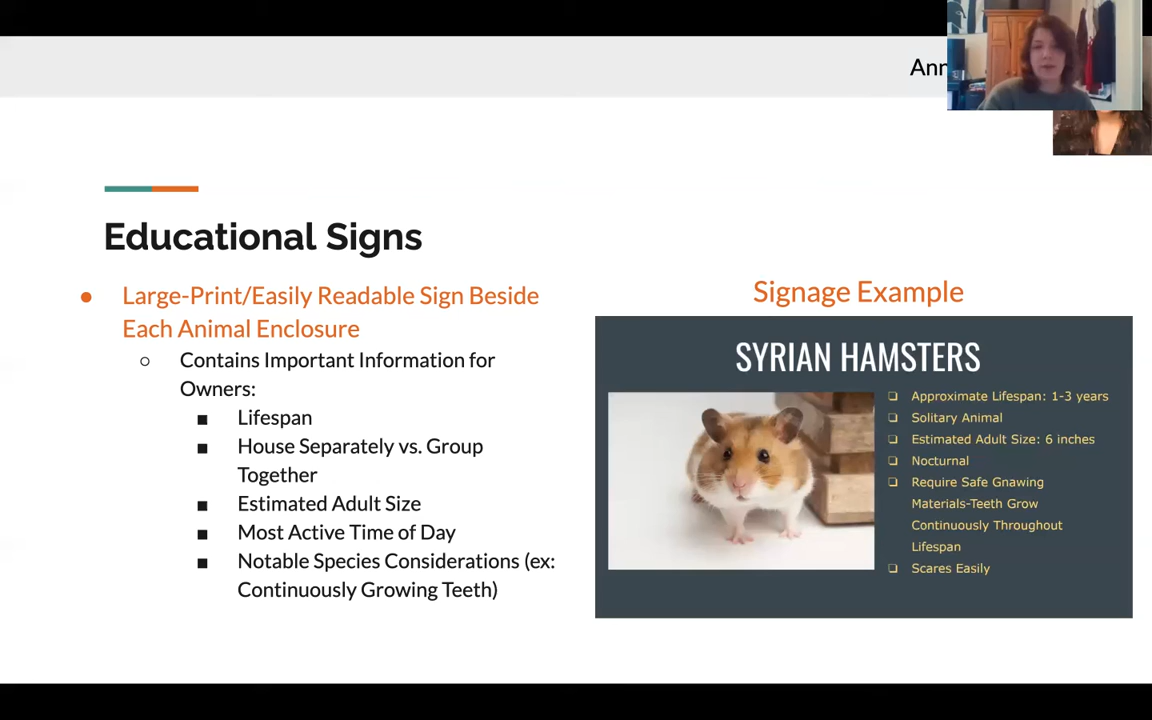 Ann
Educational Signs
● Large-Print/Easily Readable Sign Beside
Each Animal Enclosure
○ Contains Important Information for
Owners:
■ Lifespan
■ House Separately vs. Group
Together
■ Estimated Adult Size
■ Most Active Time of Day
■ Notable Species Considerations (ex:
Continuously Growing Teeth)
Signage Example
SYRIAN HAMSTERS
❏ Approximate Lifespan: 1-3 years
❏ Solitary Animal
❏ Estimated Adult Size: 6 inches
❏ Nocturnal
❏ Require Safe Gnawing
Materials-Teeth Grow
Continuously Throughout
Lifespan
❏ Scares Easily